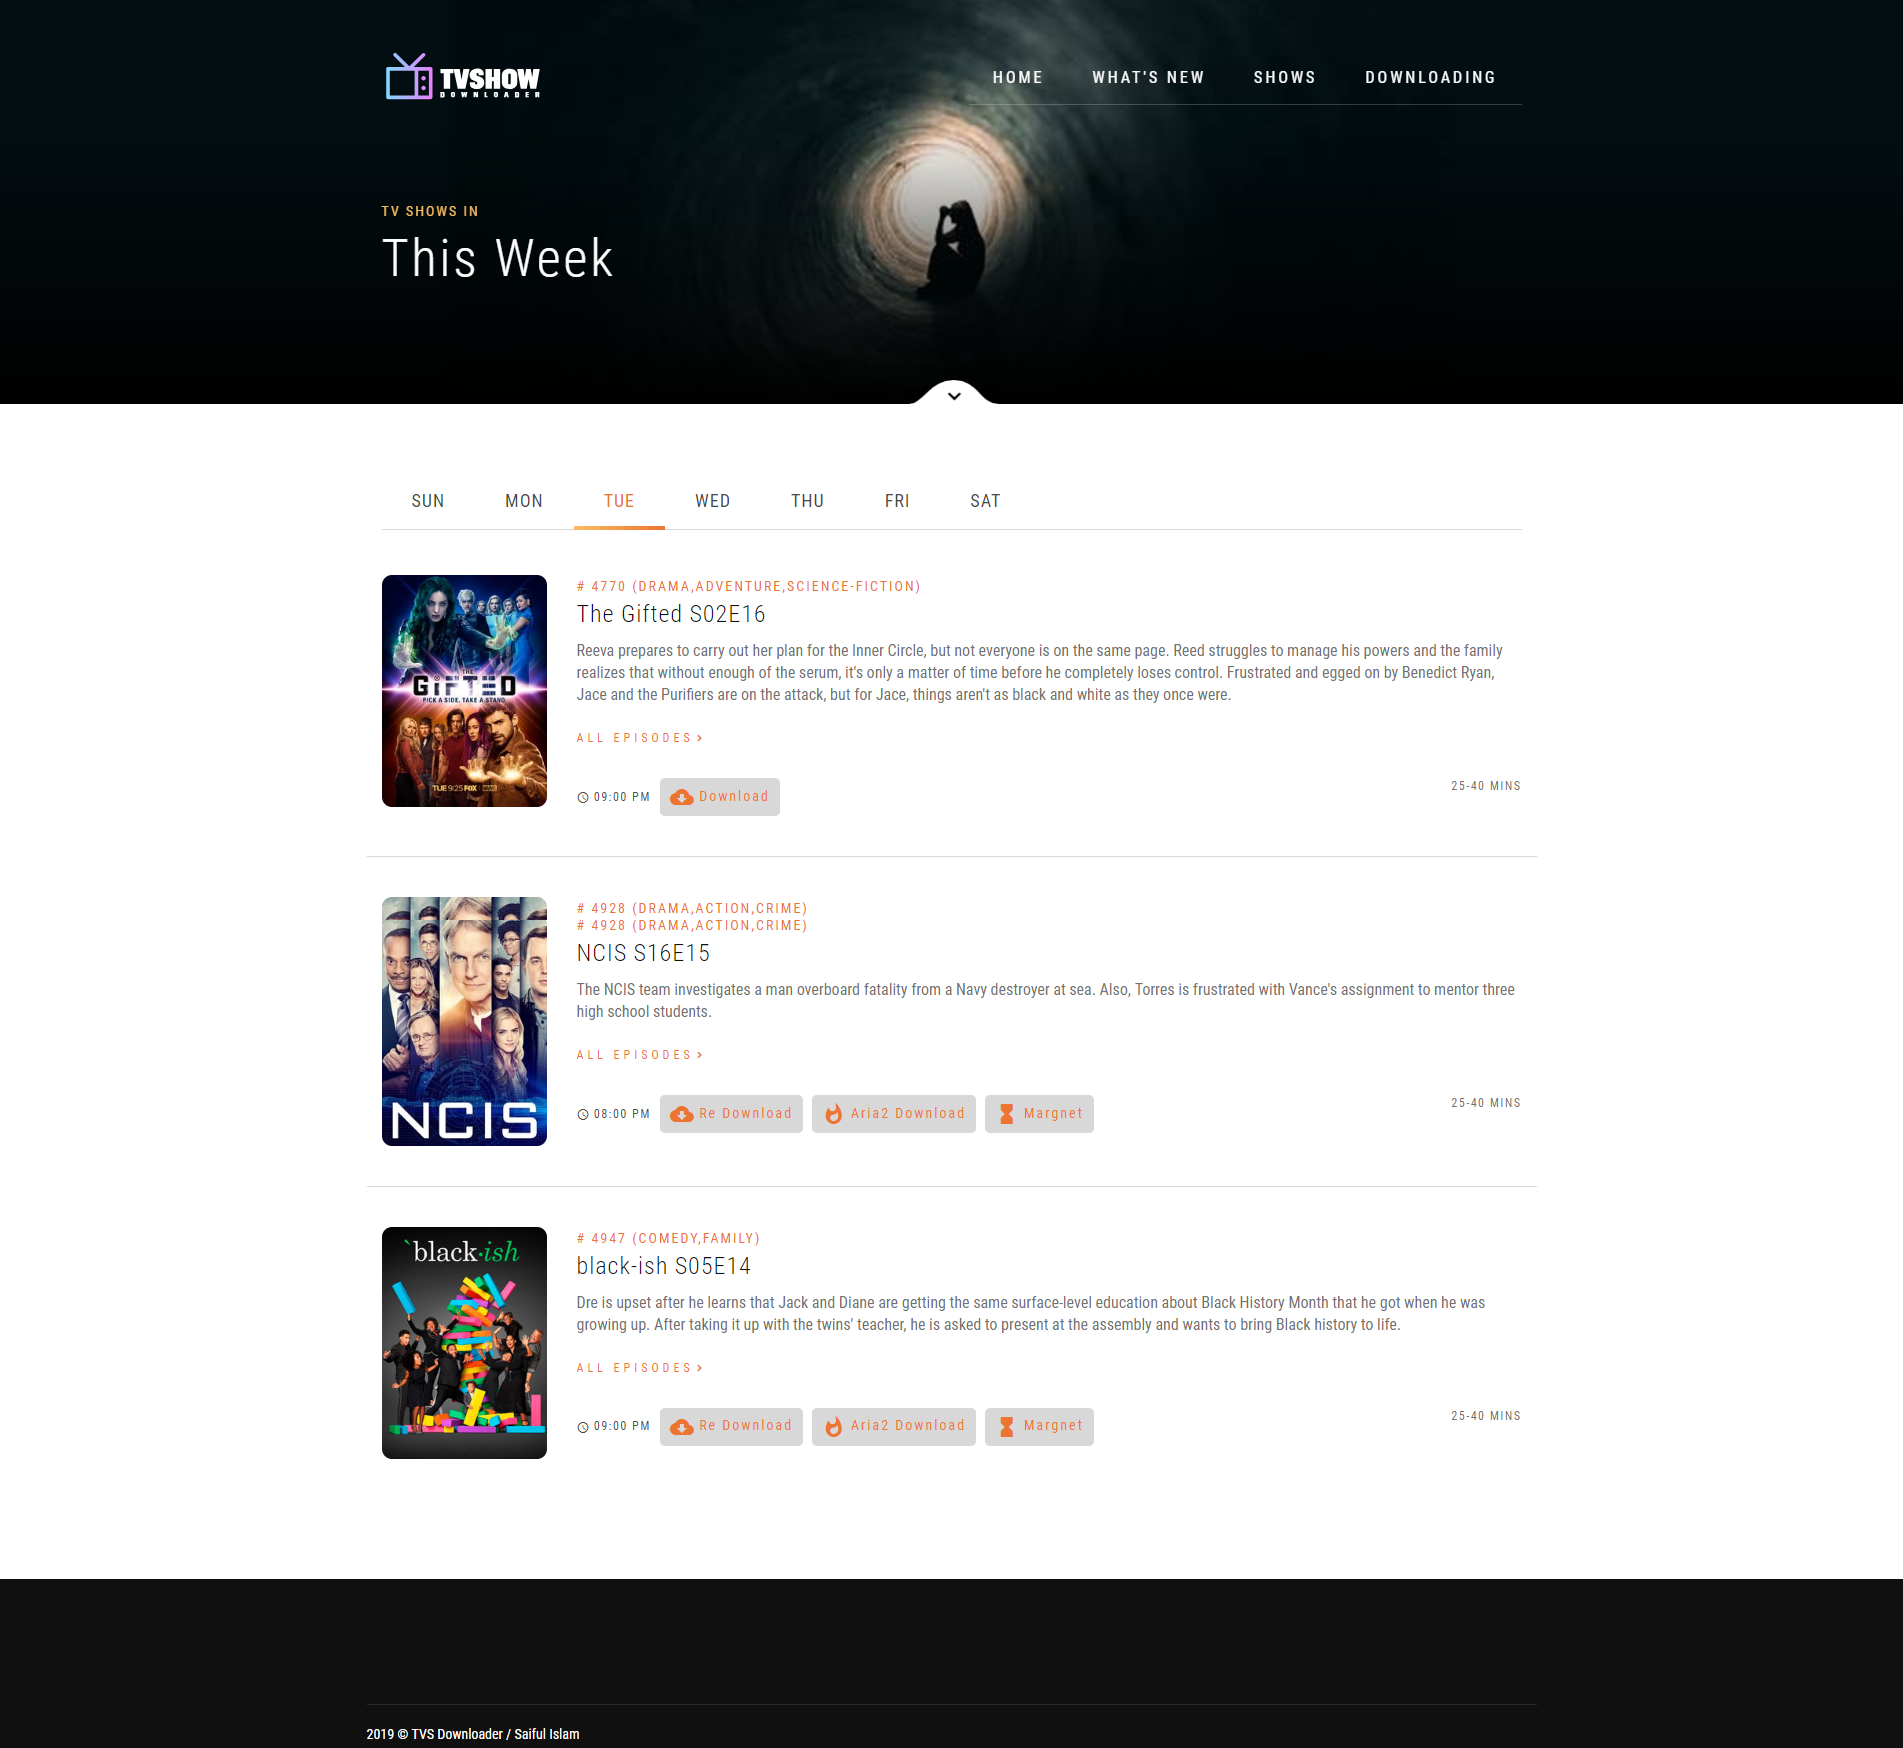 TVSHOW
DOWNLOADER
HOME WHAT'S NEW SHOWS DOWNLOADING
TV SHOWS IN
This Week
SUN MON TUE WED THU FRI SAT
THE
GIFTED
PICK A SIDE. TAKE A STAND
TUE 9/25 FOX
# 4770 (DRAMA,ADVENTURE,SCIENCE-FICTION)
The Gifted S02E16
Reeva prepares to carry out her plan for the Inner Circle, but not everyone is on the same page. Reed struggles to manage his powers and the family
realizes that without enough of the serum, it's only a matter of time before he completely loses control. Frustrated and egged on by Benedict Ryan,
Jace and the Purifiers are on the attack, but for Jace, things aren't as black and white as they once were.
ALL EPISODES
09:00 PM Download 25-40 MINS
NCIS
# 4928 (DRAMA,ACTION,CRIME)
# 4928 (DRAMA,ACTION,CRIME)
NCIS S16E15
The NCIS team investigates a man overboard fatality from a Navy destroyer at sea. Also, Torres is frustrated with Vance's assignment to mentor three
high school students.
ALL EPISODES
08:00 PM Re Download Aria2 Download Margnet 25-40 MINS
`black·ish
# 4947 (COMEDY,FAMILY)
black-ish S05E14
Dre is upset after he learns that Jack and Diane are getting the same surface-level education about Black History Month that he got when he was
growing up. After taking it up with the twins' teacher, he is asked to present at the assembly and wants to bring Black history to life.
ALL EPISODES
09:00 PM Re Download Aria2 Download Margnet 25-40 MINS
2019 © TVS Downloader / Saiful Islam